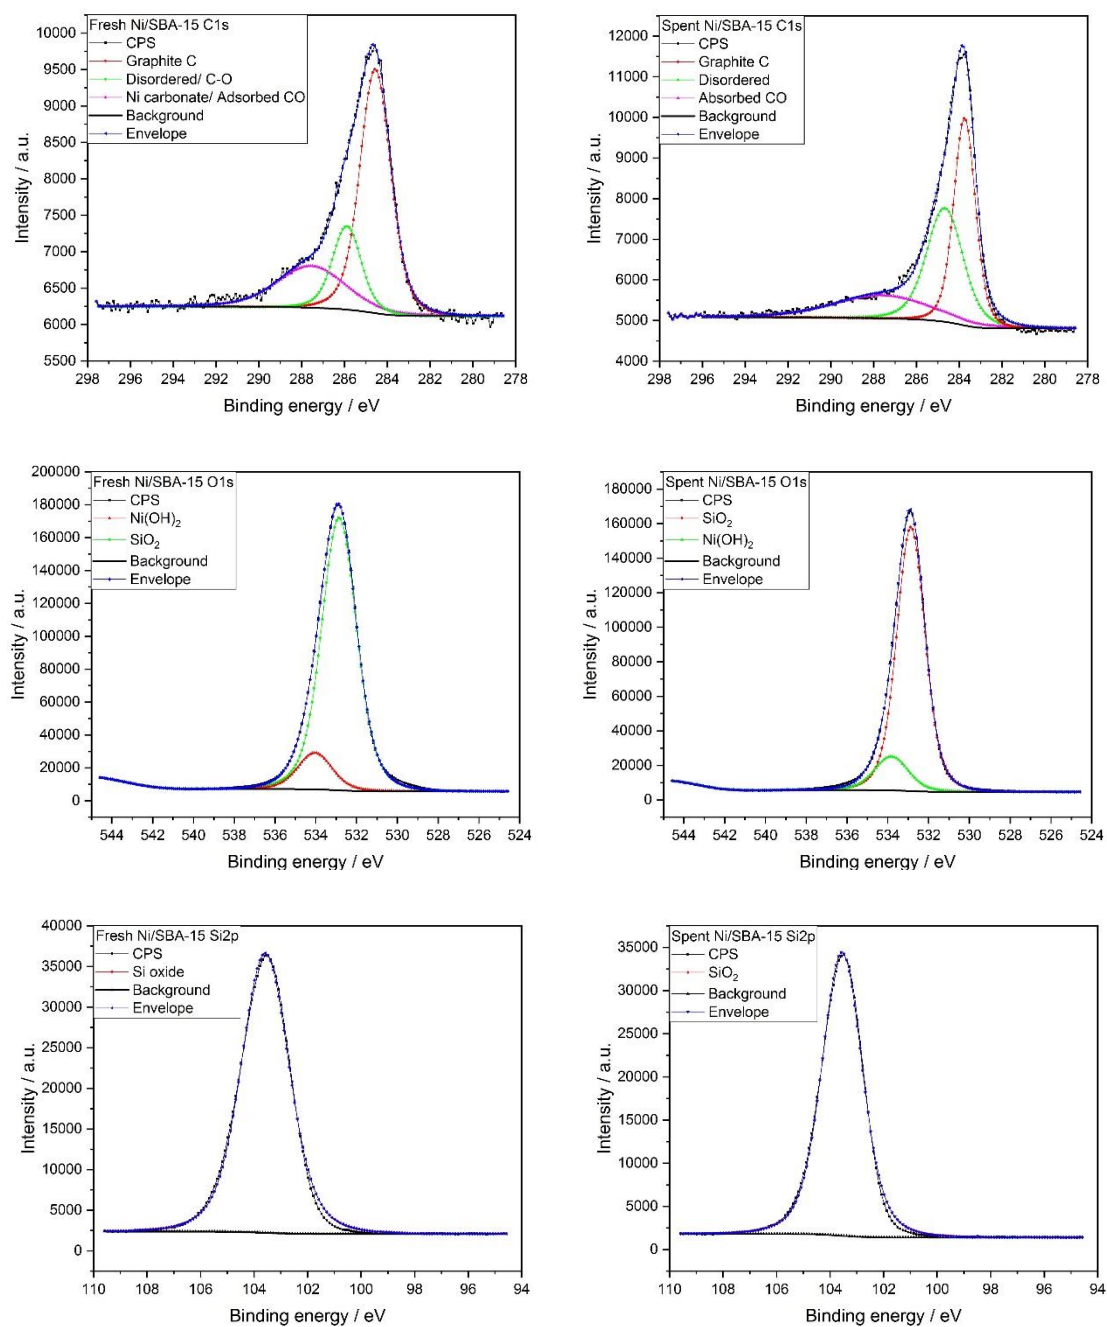 Fresh Ni/SBA-15 C1s
CPS
Graphite C
Disordered/ C-O
Ni carbonate/ Adsorbed CO
Background
Envelope
10000
9500
9000
8500
8000
7500
7000
6500
6000
5500
Intensity / a.u.
298 296 294 292 290 288 286 284 282 280 278
Binding energy / eV
Spent Ni/SBA-15 C1s
CPS
Graphite C
Disordered
Absorbed CO
Background
Envelope
12000
11000
10000
9000
8000
7000
6000
5000
4000
Intensity / a.u.
298 296 294 292 290 288 286 284 282 280 278
Binding energy / eV
Fresh Ni/SBA-15 O1s
CPS
Ni(OH)₂
SiO₂
Background
Envelope
200000
180000
160000
140000
120000
100000
80000
60000
40000
20000
0
Intensity / a.u.
544 542 540 538 536 534 532 530 528 526 524
Binding energy / eV
Spent Ni/SBA-15 O1s
CPS
SiO₂
Ni(OH)₂
Background
Envelope
180000
160000
140000
120000
100000
80000
60000
40000
20000
0
Intensity / a.u.
544 542 540 538 536 534 532 530 528 526 524
Binding energy / eV
Fresh Ni/SBA-15 Si2p
CPS
Si oxide
Background
Envelope
40000
35000
30000
25000
20000
15000
10000
5000
0
Intensity / a.u.
110 108 106 104 102 100 98 96 94
Binding energy / eV
Spent Ni/SBA-15 Si2p
CPS
SiO₂
Background
Envelope
35000
30000
25000
20000
15000
10000
5000
0
Intensity / a.u.
110 108 106 104 102 100 98 96 94
Binding energy / eV